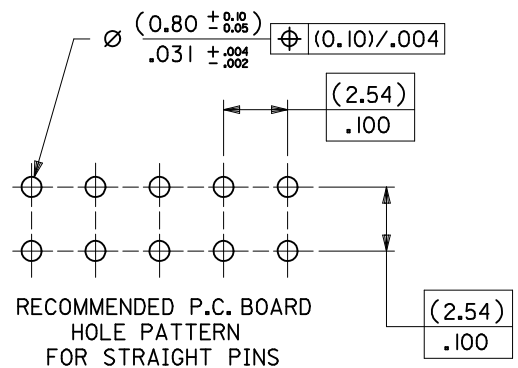 ⌀ (0.80 +0.10 -0.05)
.031 +.004 -.002
⌖ (0.10)/.004
(2.54)
.100
RECOMMENDED P.C. BOARD
HOLE PATTERN
FOR STRAIGHT PINS
(2.54)
.100